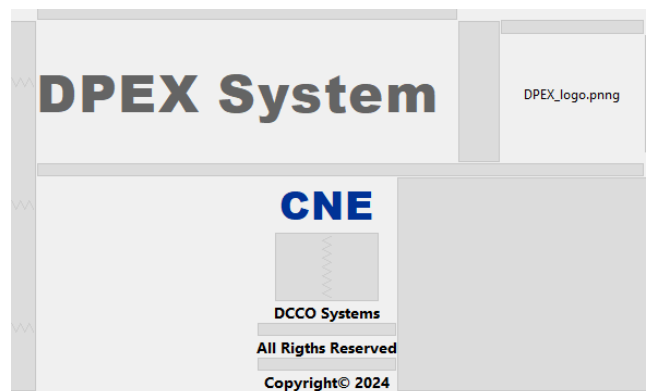 DPEX System
DPEX_logo.pnng
CNE
DCCO Systems
All Rigths Reserved
Copyright© 2024